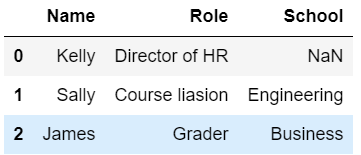 Name Role School
0 Kelly Director of HR NaN
1 Sally Course liasion Engineering
2 James Grader Business